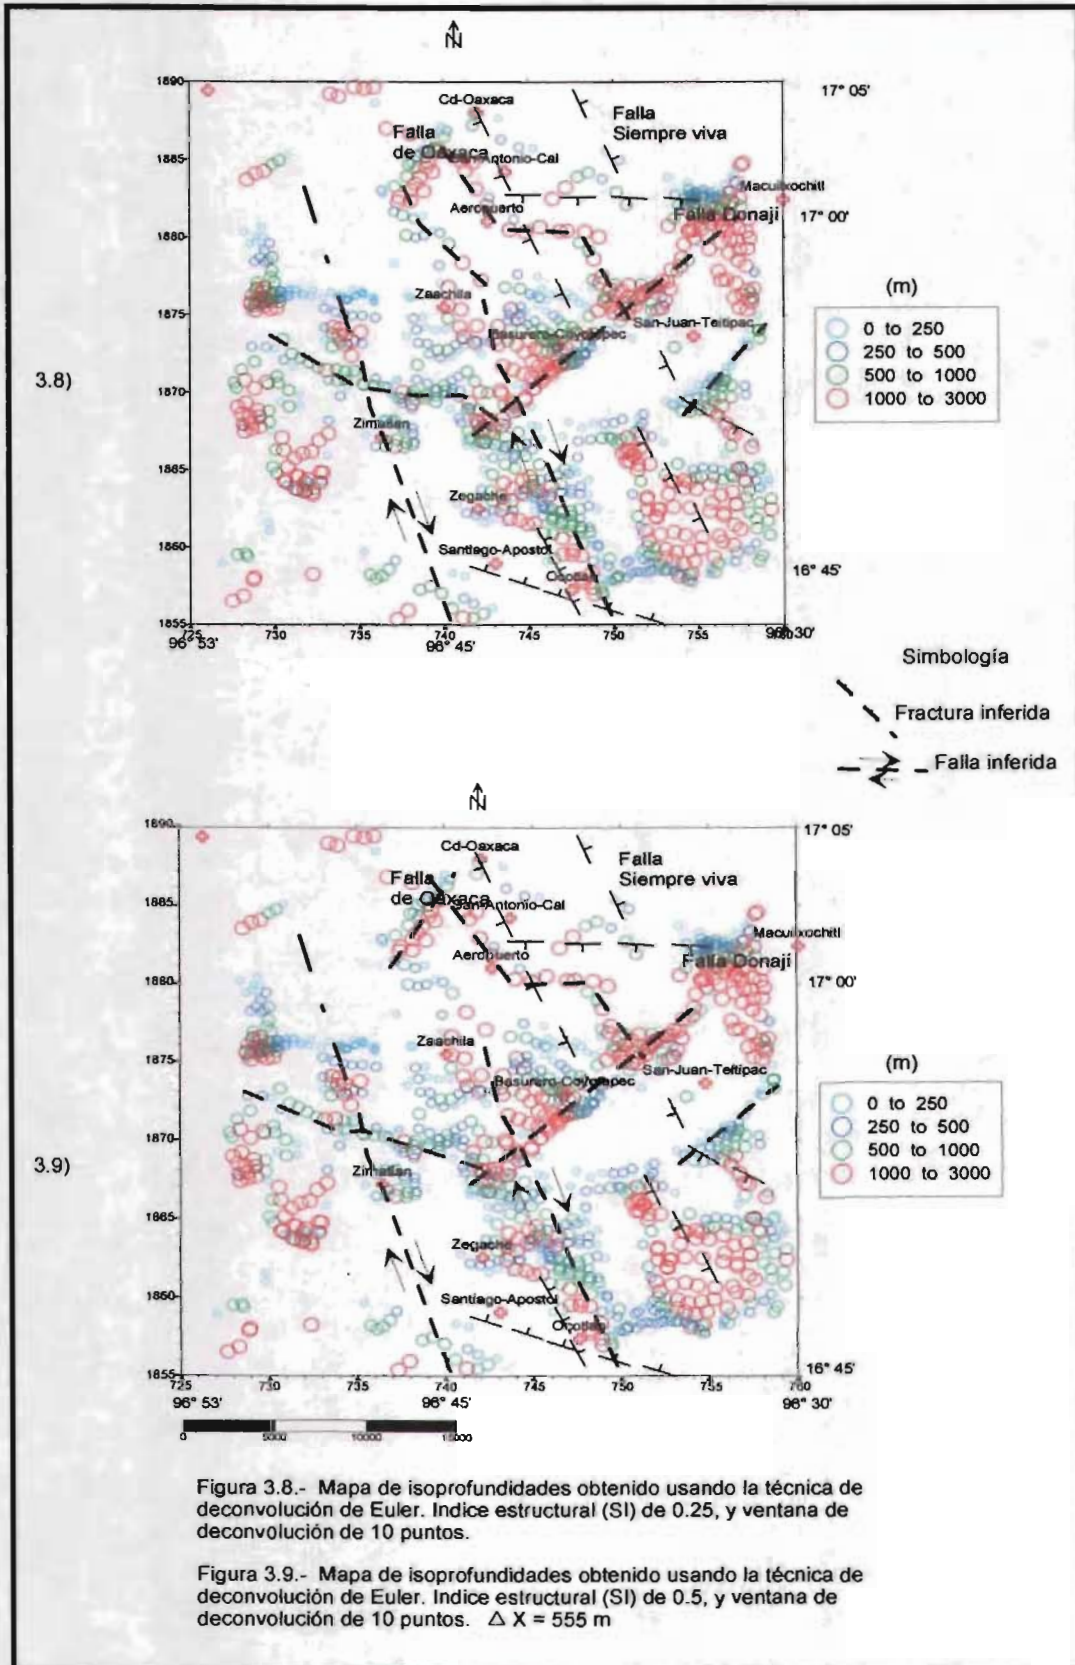 N
1890
1885
1880
1875
1870
1865
1860
1855
725
730
735
740
745
750
755
96° 53'
96° 45'
96° 30'
17° 05'
17° 00'
16° 45'
Cd-Oaxaca
Falla
de Oaxaca
San-Antonio-Cal
Falla
Siempre viva
Macuilxochitl
Falla Donaji
Aeropuerto
Zaachila
Basurero-Coyotepec
San-Juan-Teitipac
Zimatlan
Zegache
Santiago-Apostol
Ocotlan
3.8)
(m)
0 to 250
250 to 500
500 to 1000
1000 to 3000
Simbología
Fractura inferida
Falla inferida
N
1890
1885
1880
1875
1870
1865
1860
1855
725
730
735
740
745
750
755
760
96° 53'
96° 45'
96° 30'
17° 05'
17° 00'
16° 45'
Cd-Oaxaca
Falla
de Oaxaca
San-Antonio-Cal
Falla
Siempre viva
Macuilxochitl
Falla Donaji
Aeropuerto
Zaachila
Basurero-Coyotepec
San-Juan-Teitipac
Zimatlan
Zegache
Santiago-Apostol
Ocotlan
3.9)
(m)
0 to 250
250 to 500
500 to 1000
1000 to 3000
0 5000 10000 15000
Figura 3.8.- Mapa de isoprofundidades obtenido usando la técnica de
deconvolución de Euler. Indice estructural (SI) de 0.25, y ventana de
deconvolución de 10 puntos.
Figura 3.9.- Mapa de isoprofundidades obtenido usando la técnica de
deconvolución de Euler. Indice estructural (SI) de 0.5, y ventana de
deconvolución de 10 puntos. △ X = 555 m